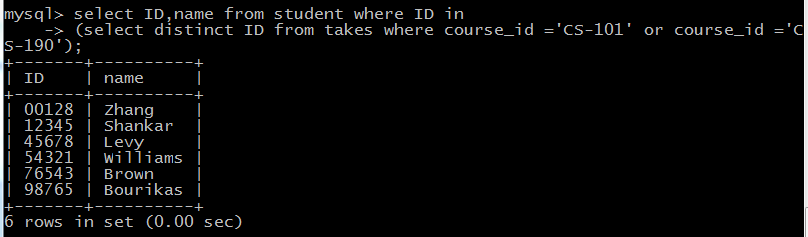 mysql> select ID,name from student where ID in
    -> (select distinct ID from takes where course_id ='CS-101' or course_id ='C
S-190');
+-------+----------+
| ID    | name     |
+-------+----------+
| 00128 | Zhang    |
| 12345 | Shankar  |
| 45678 | Levy     |
| 54321 | Williams |
| 76543 | Brown    |
| 98765 | Bourikas |
+-------+----------+
6 rows in set (0.00 sec)